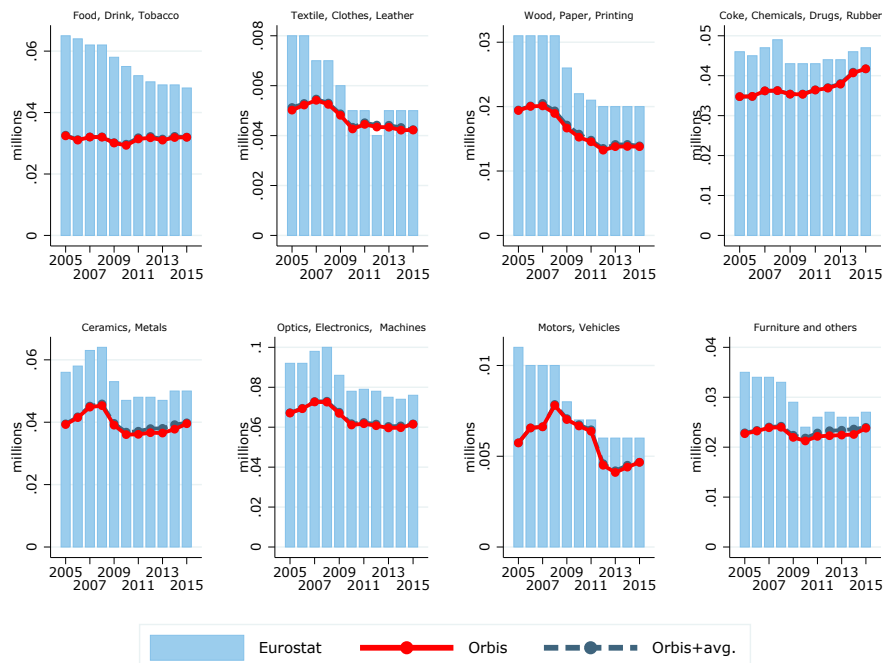 Food, Drink, Tobacco
millions
0 .02 .04 .06
2005 2007 2009 2011 2013 2015
Textile, Clothes, Leather
millions
0 .002 .004 .006 .008
2005 2007 2009 2011 2013 2015
Wood, Paper, Printing
millions
0 .01 .02 .03
2005 2007 2009 2011 2013 2015
Coke, Chemicals, Drugs, Rubber
millions
0 .01 .02 .03 .04 .05
2005 2007 2009 2011 2013 2015
Ceramics, Metals
millions
0 .02 .04 .06
2005 2007 2009 2011 2013 2015
Optics, Electronics, Machines
millions
0 .02 .04 .06 .08 .1
2005 2007 2009 2011 2013 2015
Motors, Vehicles
millions
0 .005 .01
2005 2007 2009 2011 2013 2015
Furniture and others
millions
0 .01 .02 .03 .04
2005 2007 2009 2011 2013 2015
Eurostat Orbis Orbis+avg.